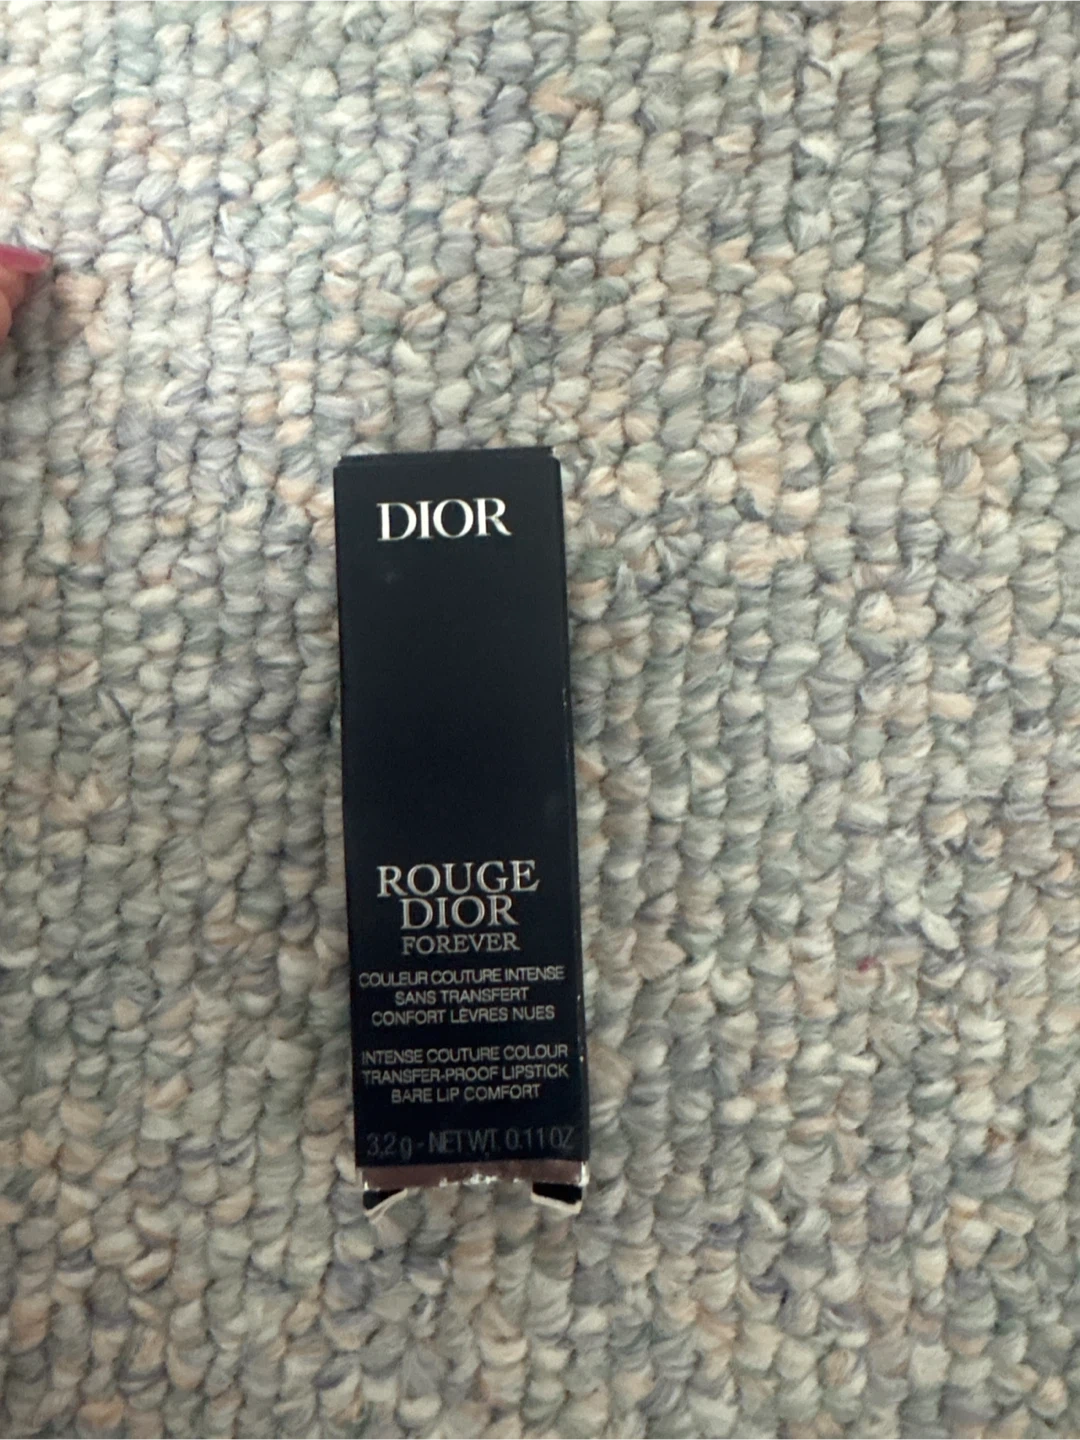 DIOR
ROUGE
DIOR
FOREVER
COULEUR COUTURE INTENSE
SANS TRANSFERT
CONFORT LÈVRES NUES
INTENSE COUTURE COLOUR
TRANSFER-PROOF LIPSTICK
BARE LIP COMFORT
3,2 g - NET WT. 0.11 OZ